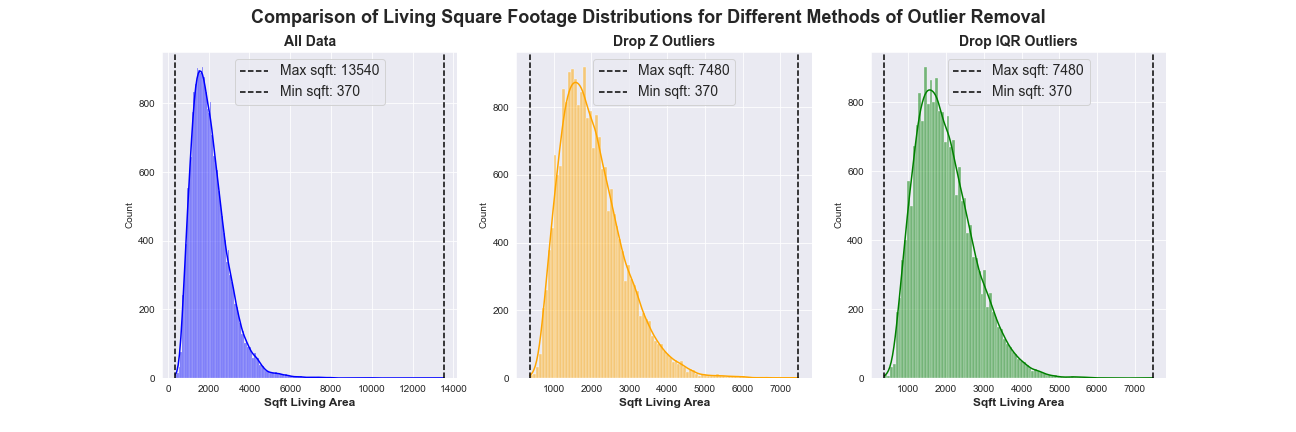 Comparison of Living Square Footage Distributions for Different Methods of Outlier Removal
All Data
Max sqft: 13540
Min sqft: 370
Count
800
600
400
200
0
0 2000 4000 6000 8000 10000 12000 14000
Sqft Living Area
Drop Z Outliers
Max sqft: 7480
Min sqft: 370
Count
800
600
400
200
0
1000 2000 3000 4000 5000 6000 7000
Sqft Living Area
Drop IQR Outliers
Max sqft: 7480
Min sqft: 370
Count
800
600
400
200
0
1000 2000 3000 4000 5000 6000 7000
Sqft Living Area